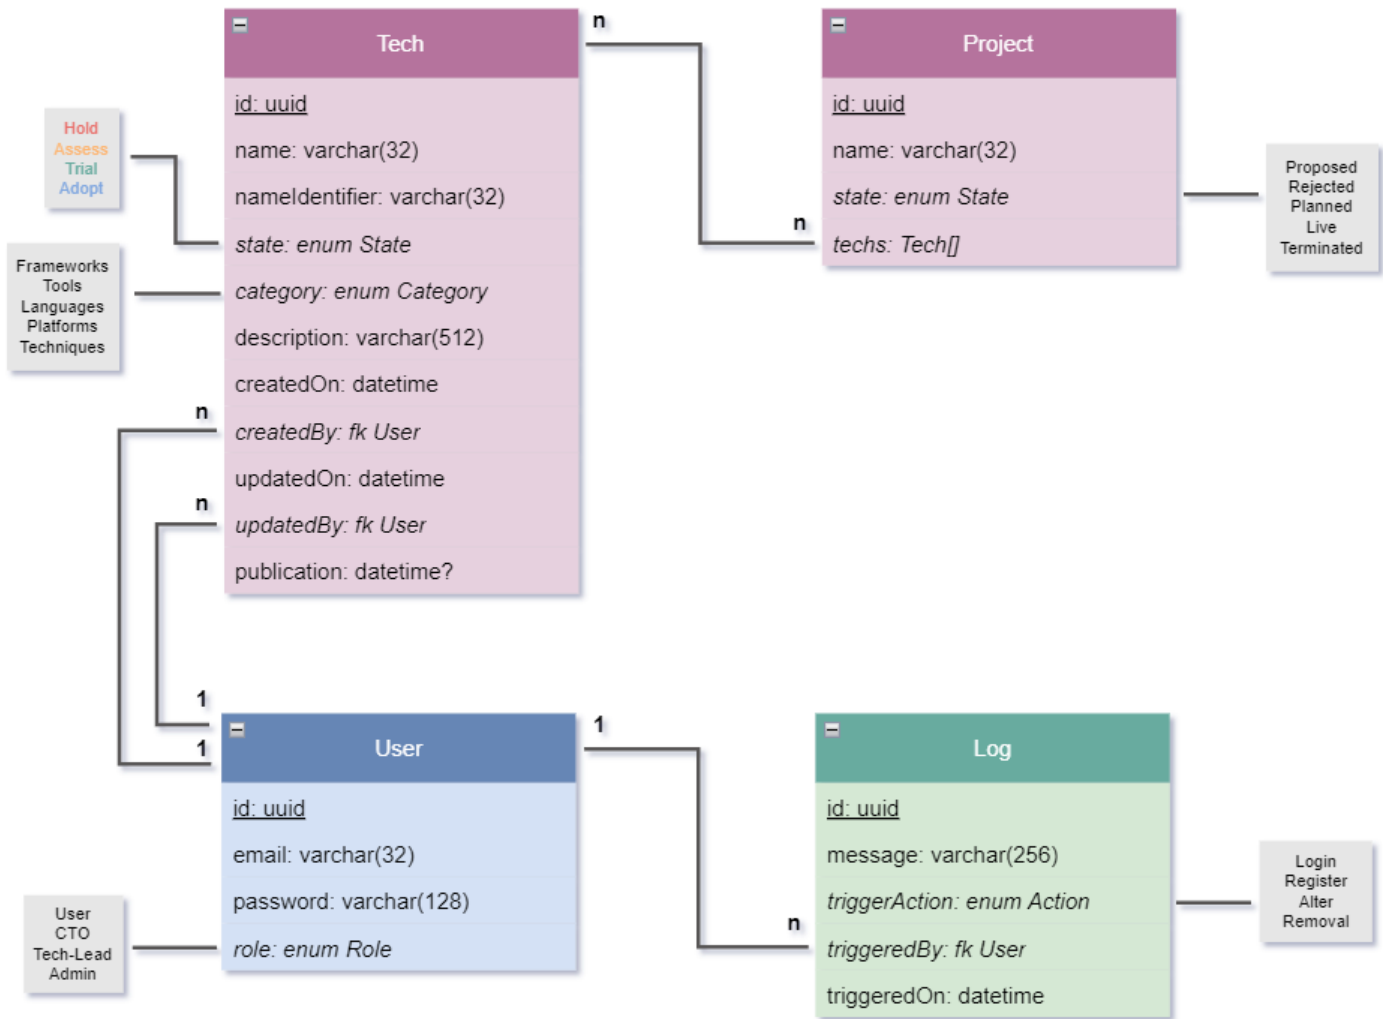 n
Tech
Project
id: uuid
name: varchar(32)
nameIdentifier: varchar(32)
state: enum State
category: enum Category
description: varchar(512)
createdOn: datetime
createdBy: fk User
updatedOn: datetime
updatedBy: fk User
publication: datetime?
Hold
Assess
Trial
Adopt
Frameworks
Tools
Languages
Platforms
Techniques
n
n
n
id: uuid
name: varchar(32)
state: enum State
techs: Tech[]
Proposed
Rejected
Planned
Live
Terminated
1
1
User
id: uuid
email: varchar(32)
password: varchar(128)
role: enum Role
User
CTO
Tech-Lead
Admin
1
n
Log
id: uuid
message: varchar(256)
triggerAction: enum Action
triggeredBy: fk User
triggeredOn: datetime
Login
Register
Alter
Removal